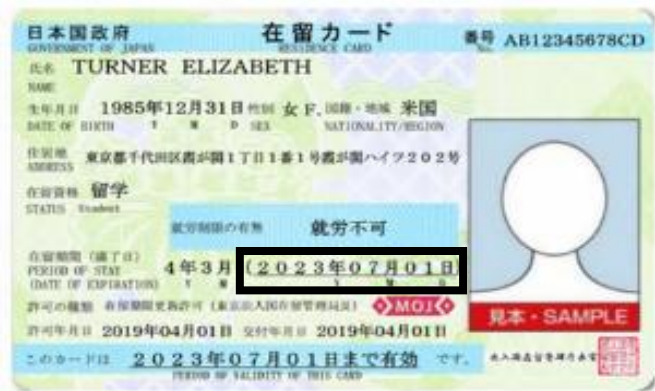 日本国政府 在留カード 番号 AB12345678CD
GOVERNMENT OF JAPAN RESIDENCE CARD No.
氏名 TURNER ELIZABETH
NAME
生年月日 1985年12月31日 性別 女 F. 国籍・地域 米国
DATE OF BIRTH Y M D SEX NATIONALITY/REGION
住居地 東京都千代田区霞が関1丁目1番1号霞が関ハイツ202号
ADDRESS
在留資格 留学
STATUS Student
就労制限の有無 就労不可
在留期間(満了日) 4年3月(2023年07月01日)
PERIOD OF STAY
(DATE OF EXPIRATION) Y M Y M D
許可の種類 在留期間更新許可(東京出入国在留管理局長) MOJ
許可年月日 2019年04月01日 交付年月日 2019年04月01日
見本・SAMPLE
このカードは 2023年07月01日まで有効 です。
PERIOD OF VALIDITY OF THIS CARD
出入国在留管理庁長官